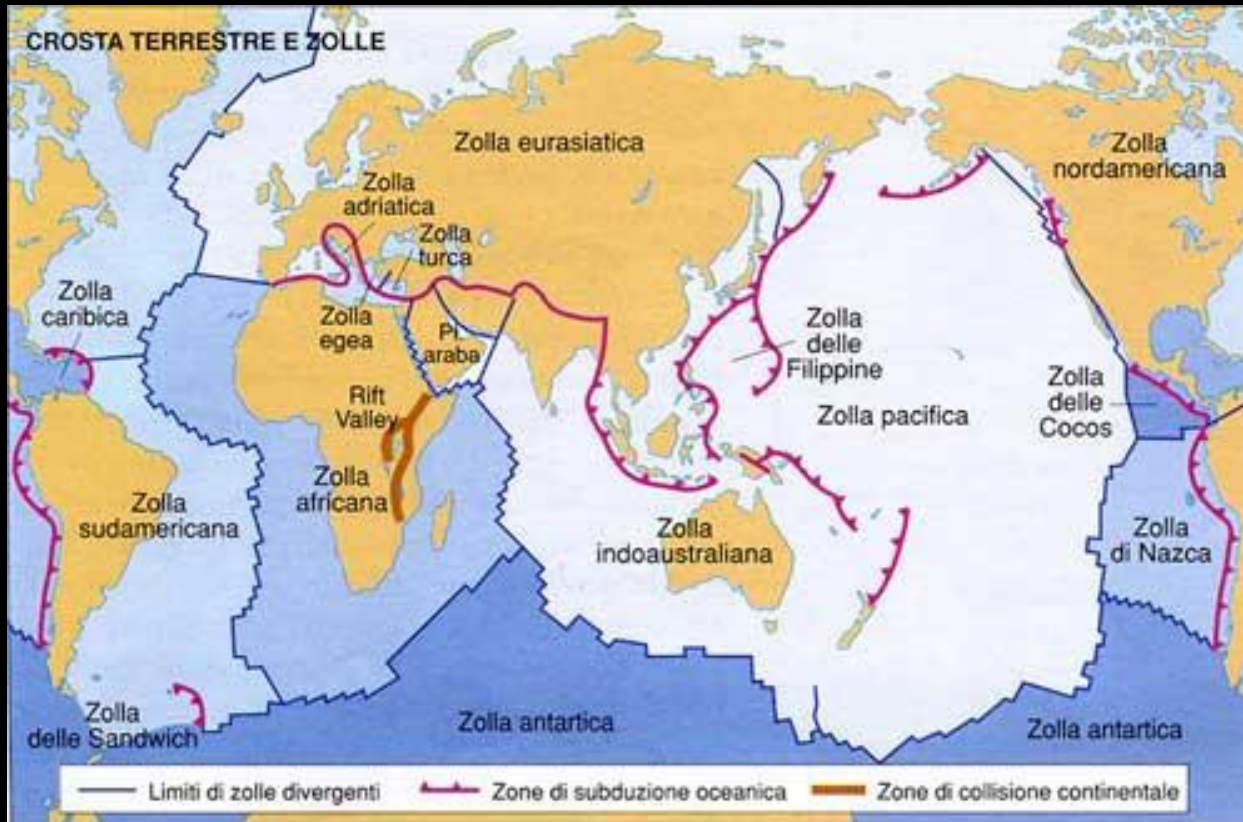 CROSTA TERRESTRE E ZOLLE
Zolla eurasiatica
Zolla
nordamericana
Zolla
adriatica
Zolla
turca
Zolla
caribica
Zolla
egea
Pl.
araba
Zolla
delle
Filippine
Rift
Valley
Zolla pacifica
Zolla
delle
Cocos
Zolla
africana
Zolla
sudamericana
Zolla
indoaustraliana
Zolla
di Nazca
Zolla
delle Sandwich
Zolla antartica
Zolla antartica
Limiti di zolle divergenti
Zone di subduzione oceanica
Zone di collisione continentale